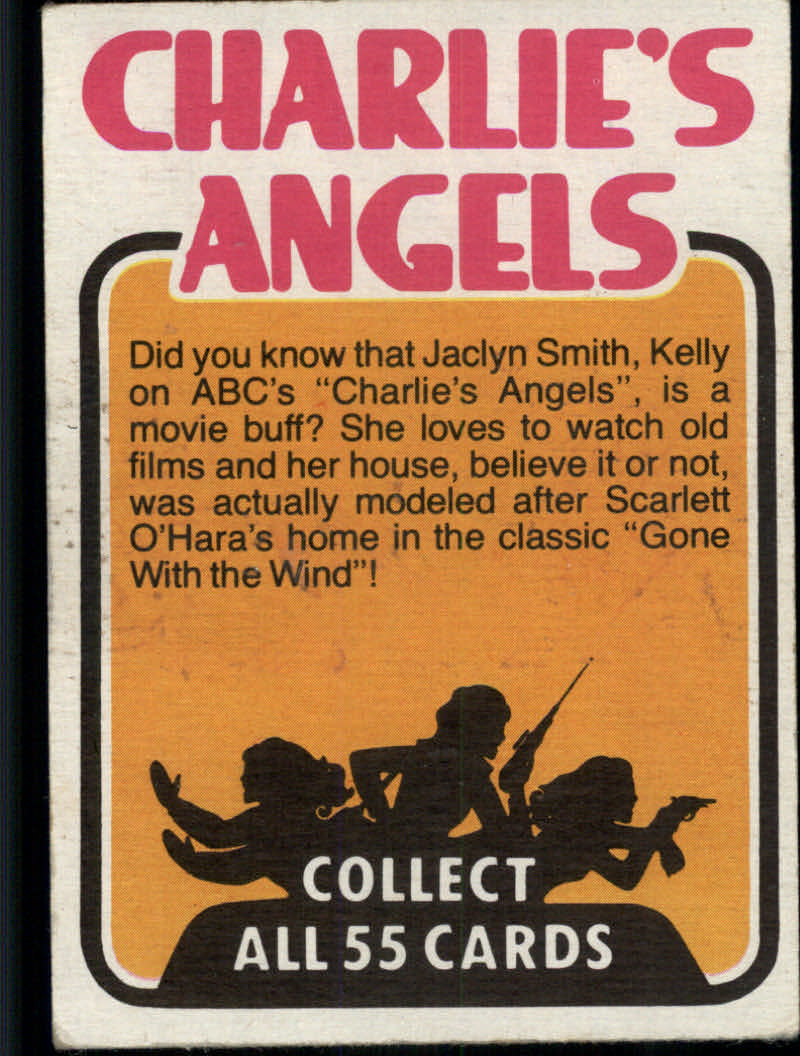 CHARLIE'S
ANGELS
Did you know that Jaclyn Smith, Kelly
on ABC's “Charlie's Angels”, is a
movie buff? She loves to watch old
films and her house, believe it or not,
was actually modeled after Scarlett
O'Hara's home in the classic “Gone
With the Wind”!
COLLECT
ALL 55 CARDS